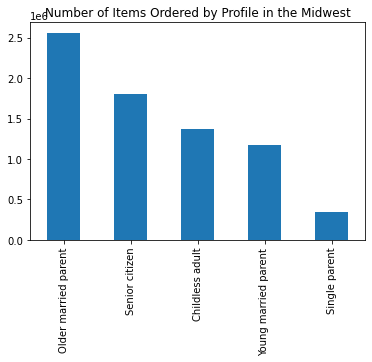 Number of Items Ordered by Profile in the Midwest
1e6
2.5
2.0
1.5
1.0
0.5
0.0
Older married parent
Senior citizen
Childless adult
Young married parent
Single parent